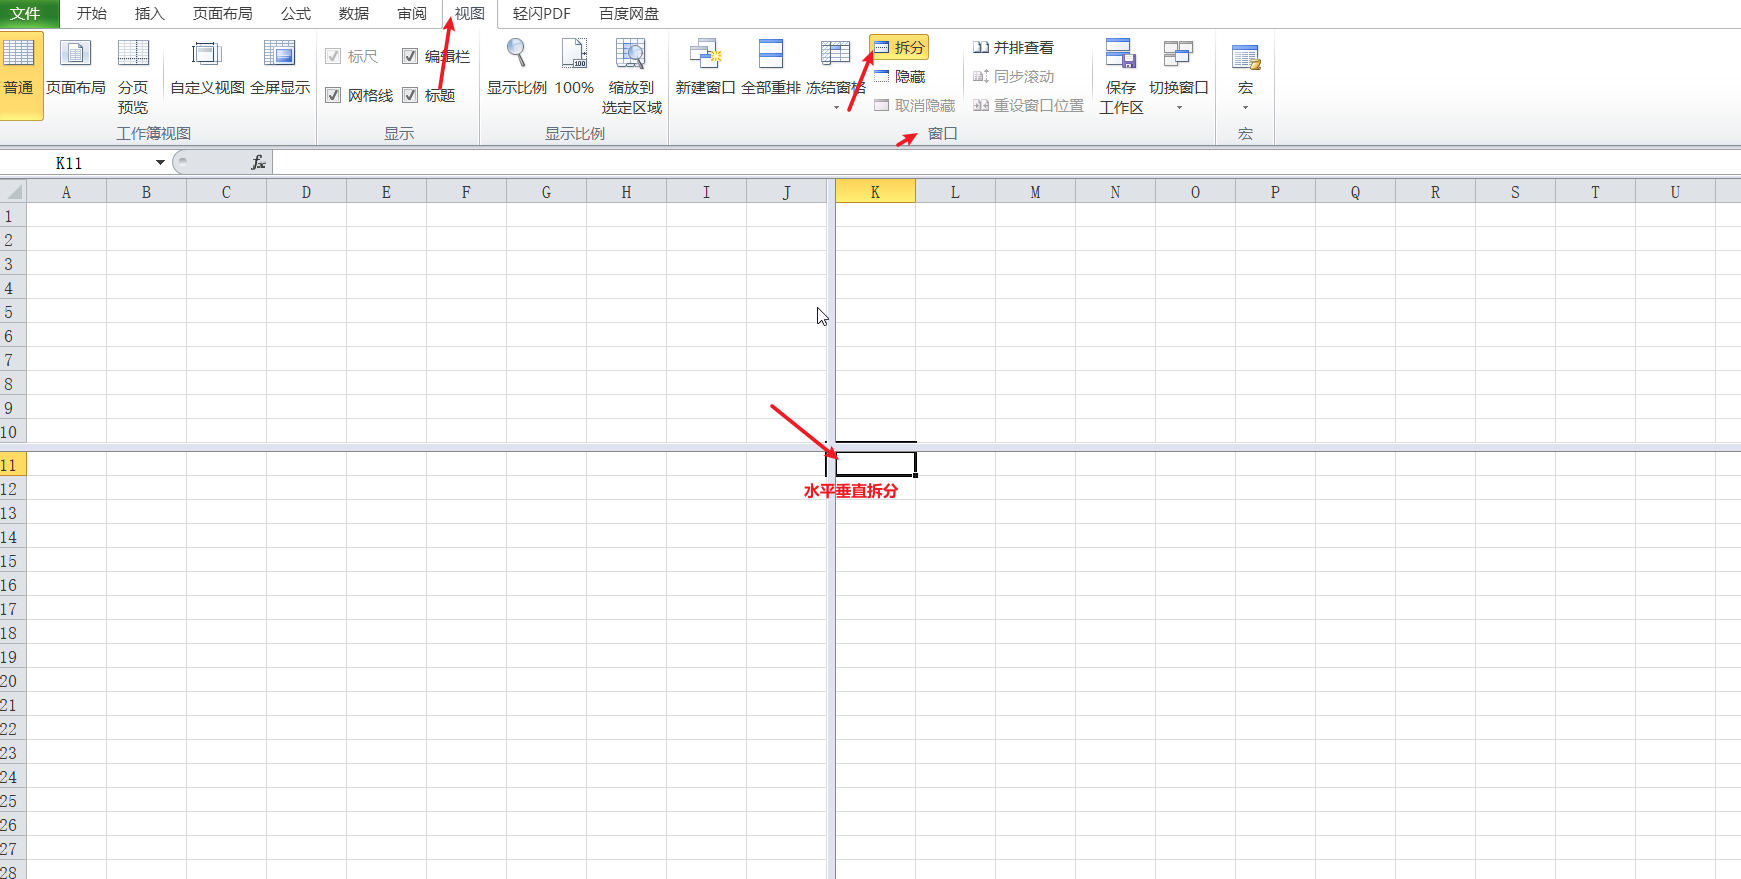 文件 开始 插入 页面布局 公式 数据 审阅 视图 轻闪PDF 百度网盘
普通 页面布局 分页预览 自定义视图 全屏显示
工作簿视图
标尺 编辑栏
网格线 标题
显示
显示比例 100% 缩放到选定区域
显示比例
新建窗口 全部重排 冻结窗格
拆分 并排查看
隐藏 同步滚动
取消隐藏 重设窗口位置
保存工作区 切换窗口
窗口
宏
宏
K11 fx
A B C D E F G H I J K L M N O P Q R S T U
1
2
3
4
5
6
7
8
9
10
11
水平垂直拆分
12
13
14
15
16
17
18
19
20
21
22
23
24
25
26
27
28